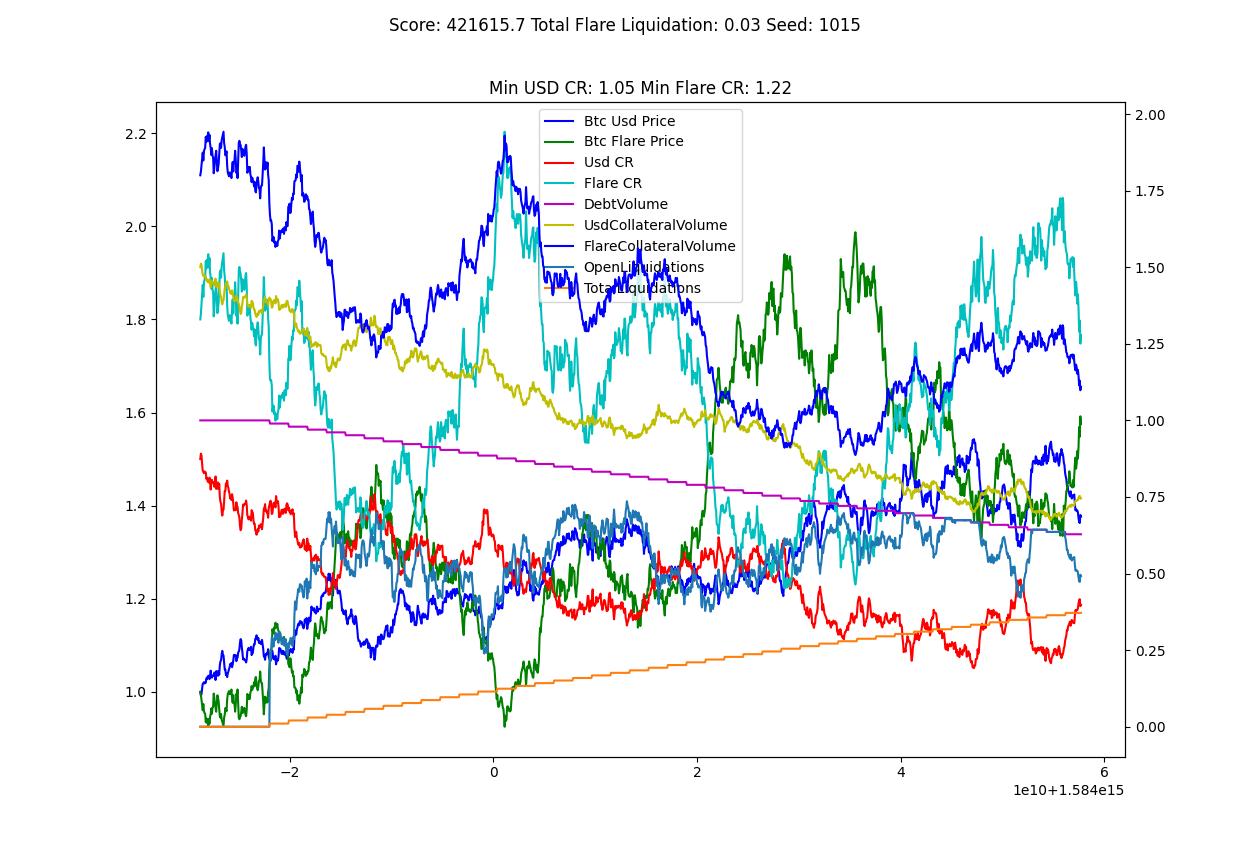 Score: 421615.7 Total Flare Liquidation: 0.03 Seed: 1015
Min USD CR: 1.05 Min Flare CR: 1.22
Btc Usd Price
Btc Flare Price
Usd CR
Flare CR
DebtVolume
UsdCollateralVolume
FlareCollateralVolume
OpenLiquidations
TotalLiquidations
2.2
2.0
1.8
1.6
1.4
1.2
1.0
2.00
1.75
1.50
1.25
1.00
0.75
0.50
0.25
0.00
−2
0
2
4
6
1e10+1.584e15